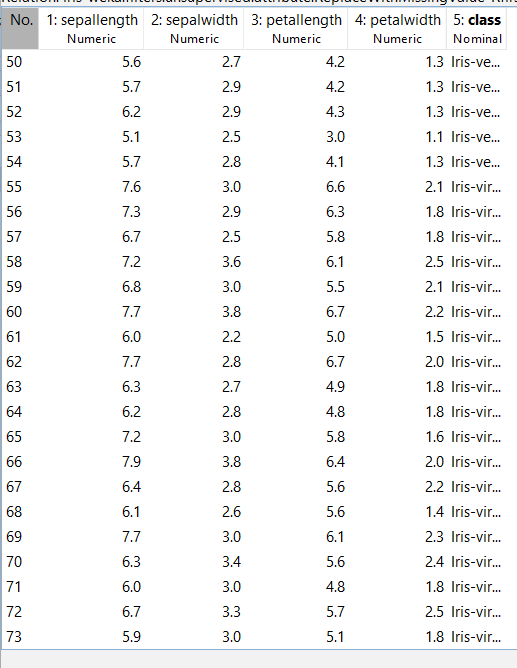 No. 1: sepallength 2: sepalwidth 3: petallength 4: petalwidth 5: class
Numeric Numeric Numeric Numeric Nominal
50 5.6 2.7 4.2 1.3 Iris-ve...
51 5.7 2.9 4.2 1.3 Iris-ve...
52 6.2 2.9 4.3 1.3 Iris-ve...
53 5.1 2.5 3.0 1.1 Iris-ve...
54 5.7 2.8 4.1 1.3 Iris-ve...
55 7.6 3.0 6.6 2.1 Iris-vir...
56 7.3 2.9 6.3 1.8 Iris-vir...
57 6.7 2.5 5.8 1.8 Iris-vir...
58 7.2 3.6 6.1 2.5 Iris-vir...
59 6.8 3.0 5.5 2.1 Iris-vir...
60 7.7 3.8 6.7 2.2 Iris-vir...
61 6.0 2.2 5.0 1.5 Iris-vir...
62 7.7 2.8 6.7 2.0 Iris-vir...
63 6.3 2.7 4.9 1.8 Iris-vir...
64 6.2 2.8 4.8 1.8 Iris-vir...
65 7.2 3.0 5.8 1.6 Iris-vir...
66 7.9 3.8 6.4 2.0 Iris-vir...
67 6.4 2.8 5.6 2.2 Iris-vir...
68 6.1 2.6 5.6 1.4 Iris-vir...
69 7.7 3.0 6.1 2.3 Iris-vir...
70 6.3 3.4 5.6 2.4 Iris-vir...
71 6.0 3.0 4.8 1.8 Iris-vir...
72 6.7 3.3 5.7 2.5 Iris-vir...
73 5.9 3.0 5.1 1.8 Iris-vir...